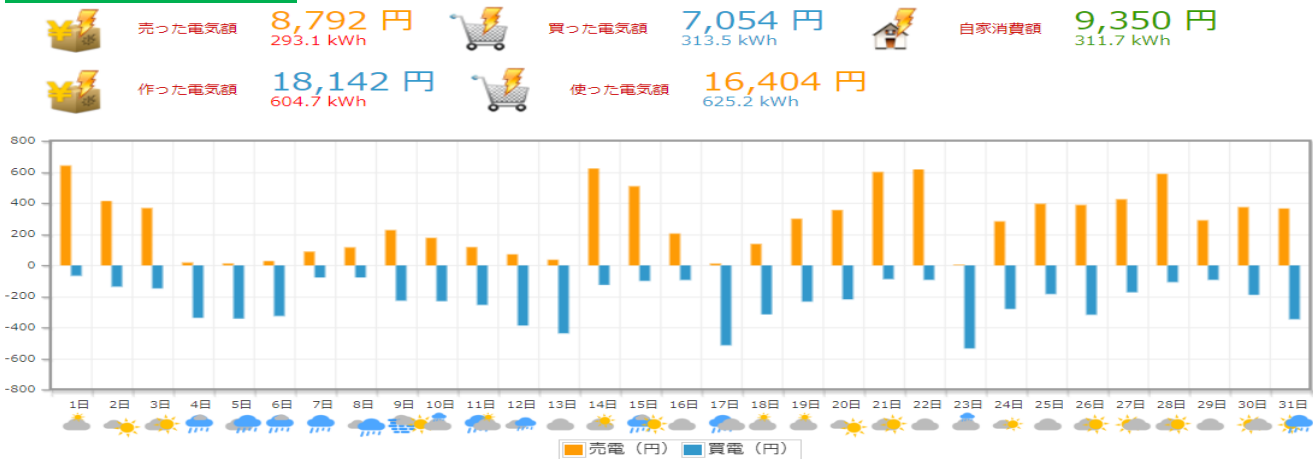 売った電気額 8,792 円 買った電気額 7,054 円 自家消費額 9,350 円
293.1 kWh 313.5 kWh 311.7 kWh
作った電気額 18,142 円 使った電気額 16,404 円
604.7 kWh 625.2 kWh
800
600
400
200
0
-200
-400
-600
-800
1日 2日 3日 4日 5日 6日 7日 8日 9日 10日 11日 12日 13日 14日 15日 16日 17日 18日 19日 20日 21日 22日 23日 24日 25日 26日 27日 28日 29日 30日 31日
売電（円） 買電（円）